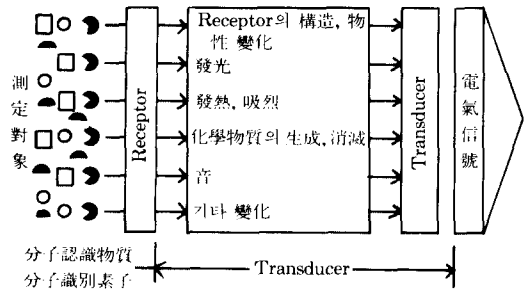 Receptor의 構造, 物
性 變化
發光
發熱, 吸烈
化學物質의 生成, 消滅
音
기타 變化
測定對象
Receptor
Transducer
電氣信號
分子認識物質
分子識別素子
Transducer